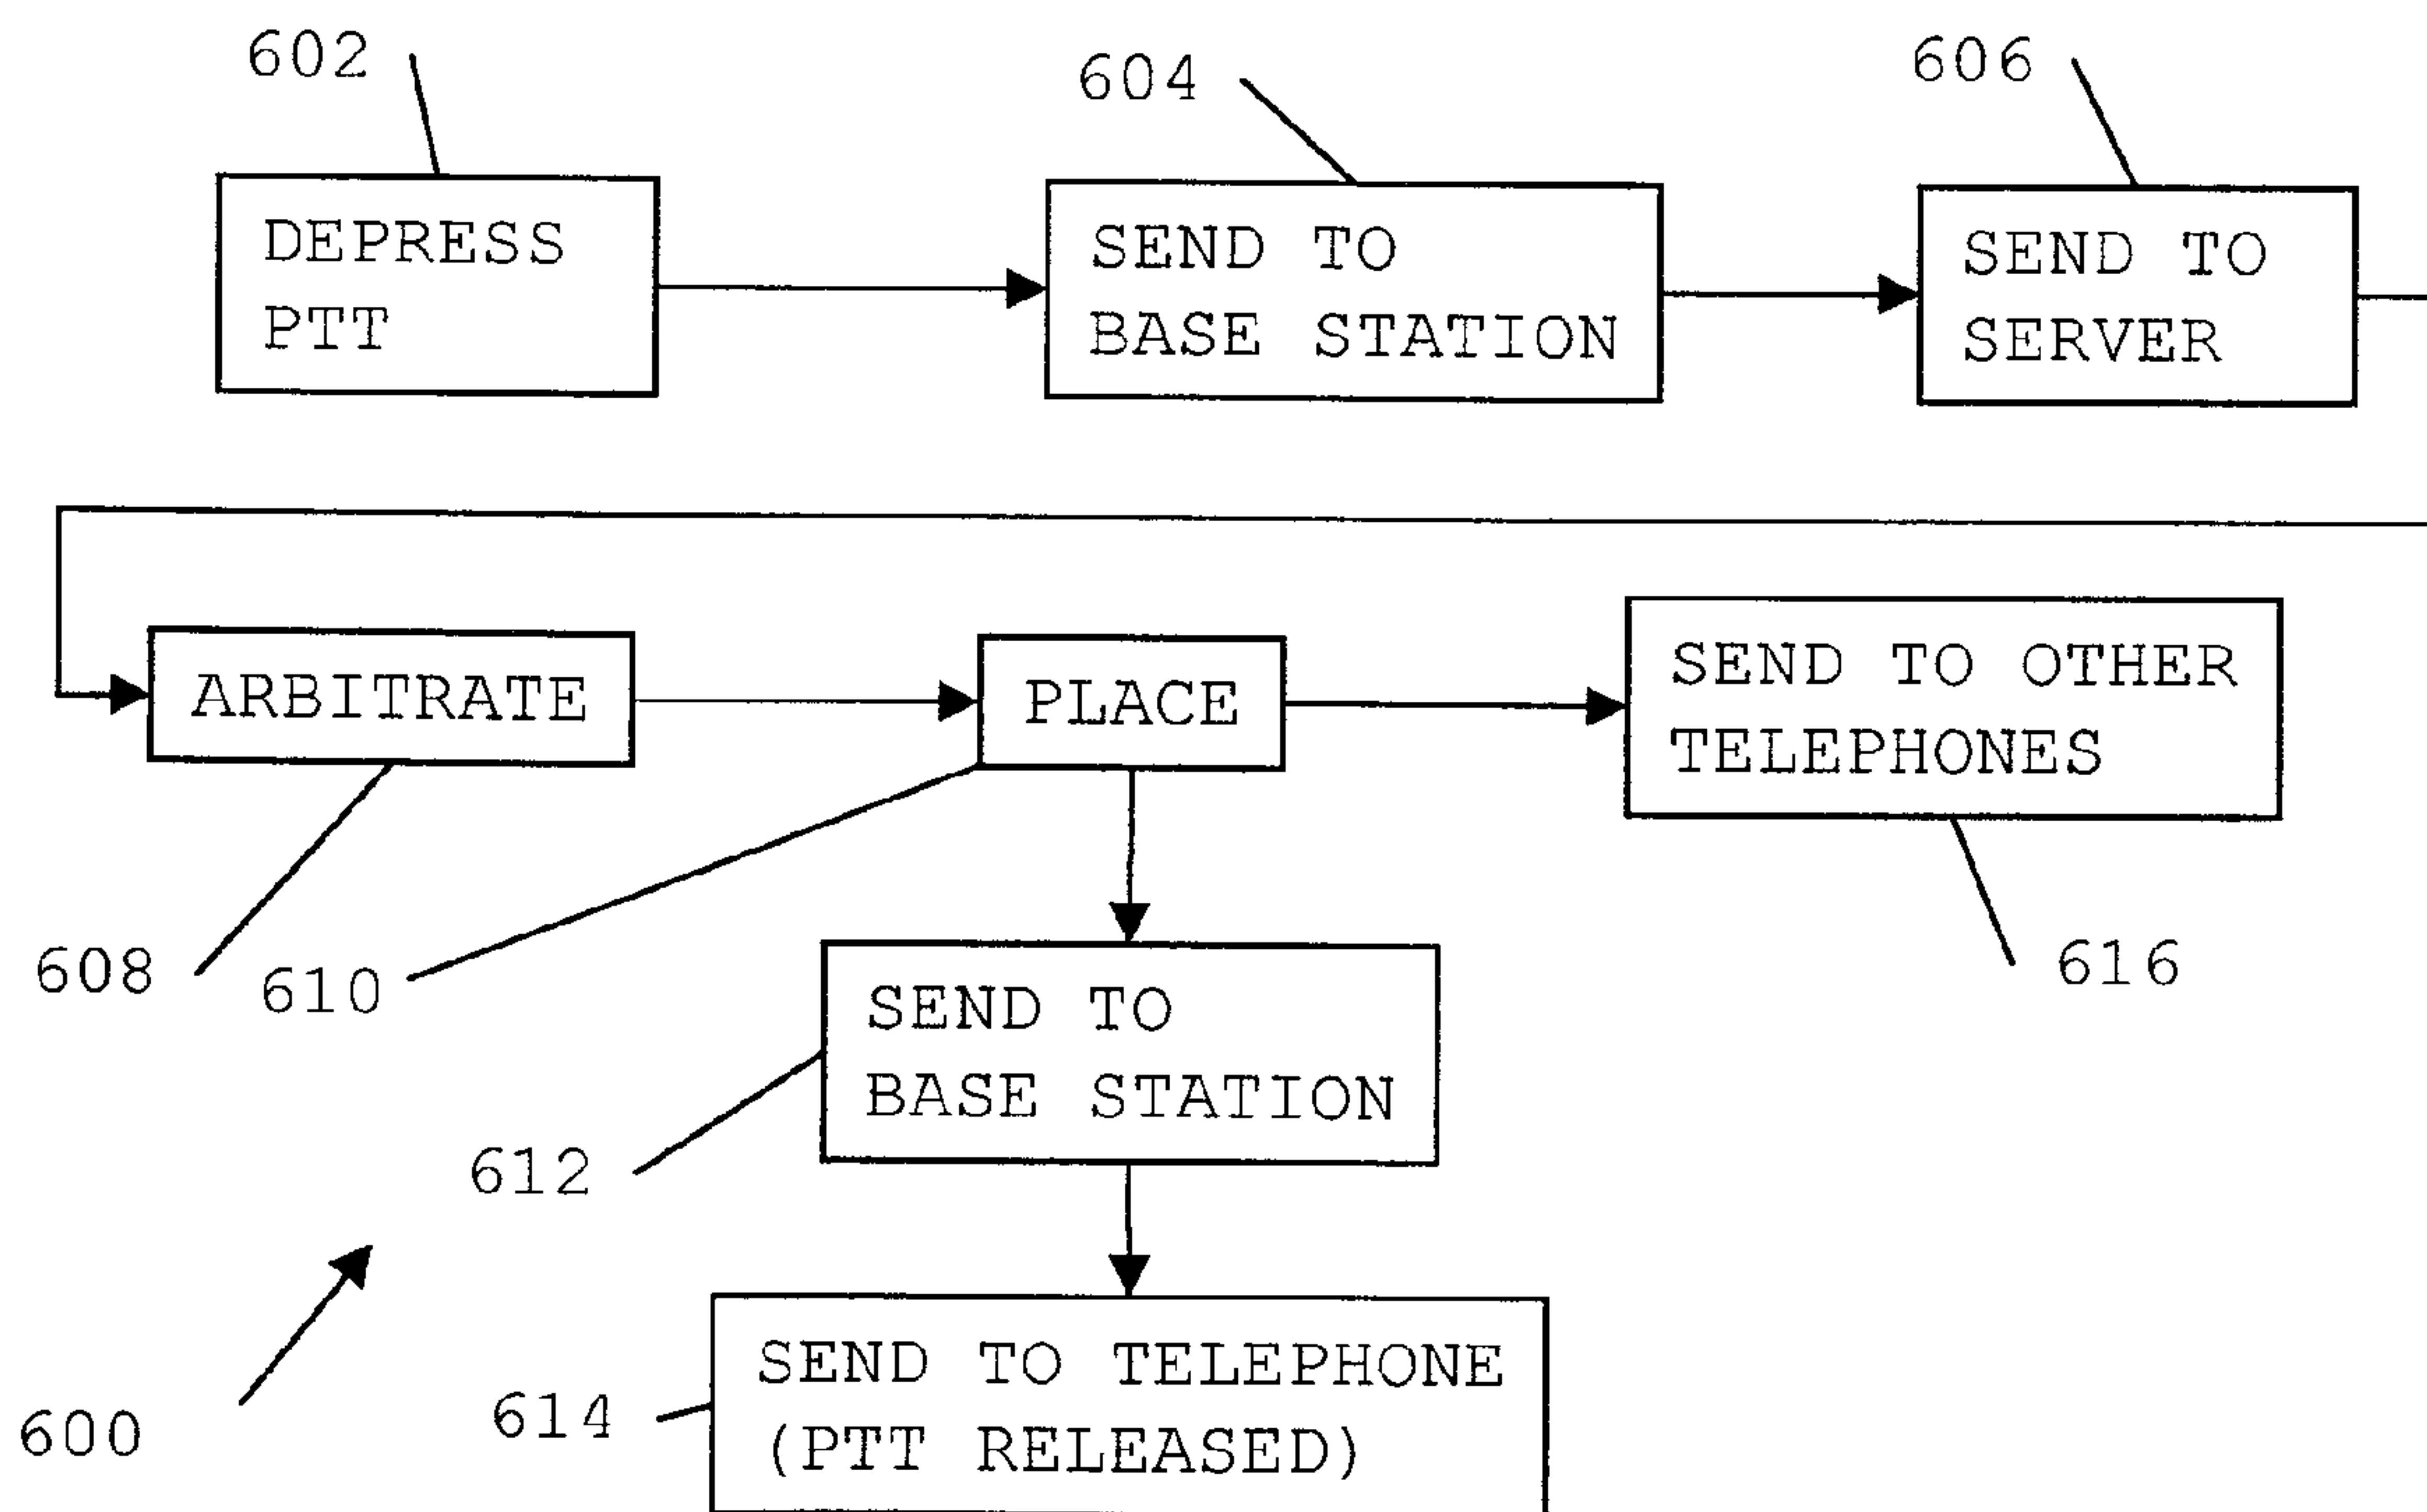 602
604
606
DEPRESS
PTT
SEND TO
BASE STATION
SEND TO
SERVER
ARBITRATE
PLACE
SEND TO OTHER
TELEPHONES
608
610
616
SEND TO
BASE STATION
612
600
614
SEND TO TELEPHONE
(PTT RELEASED)